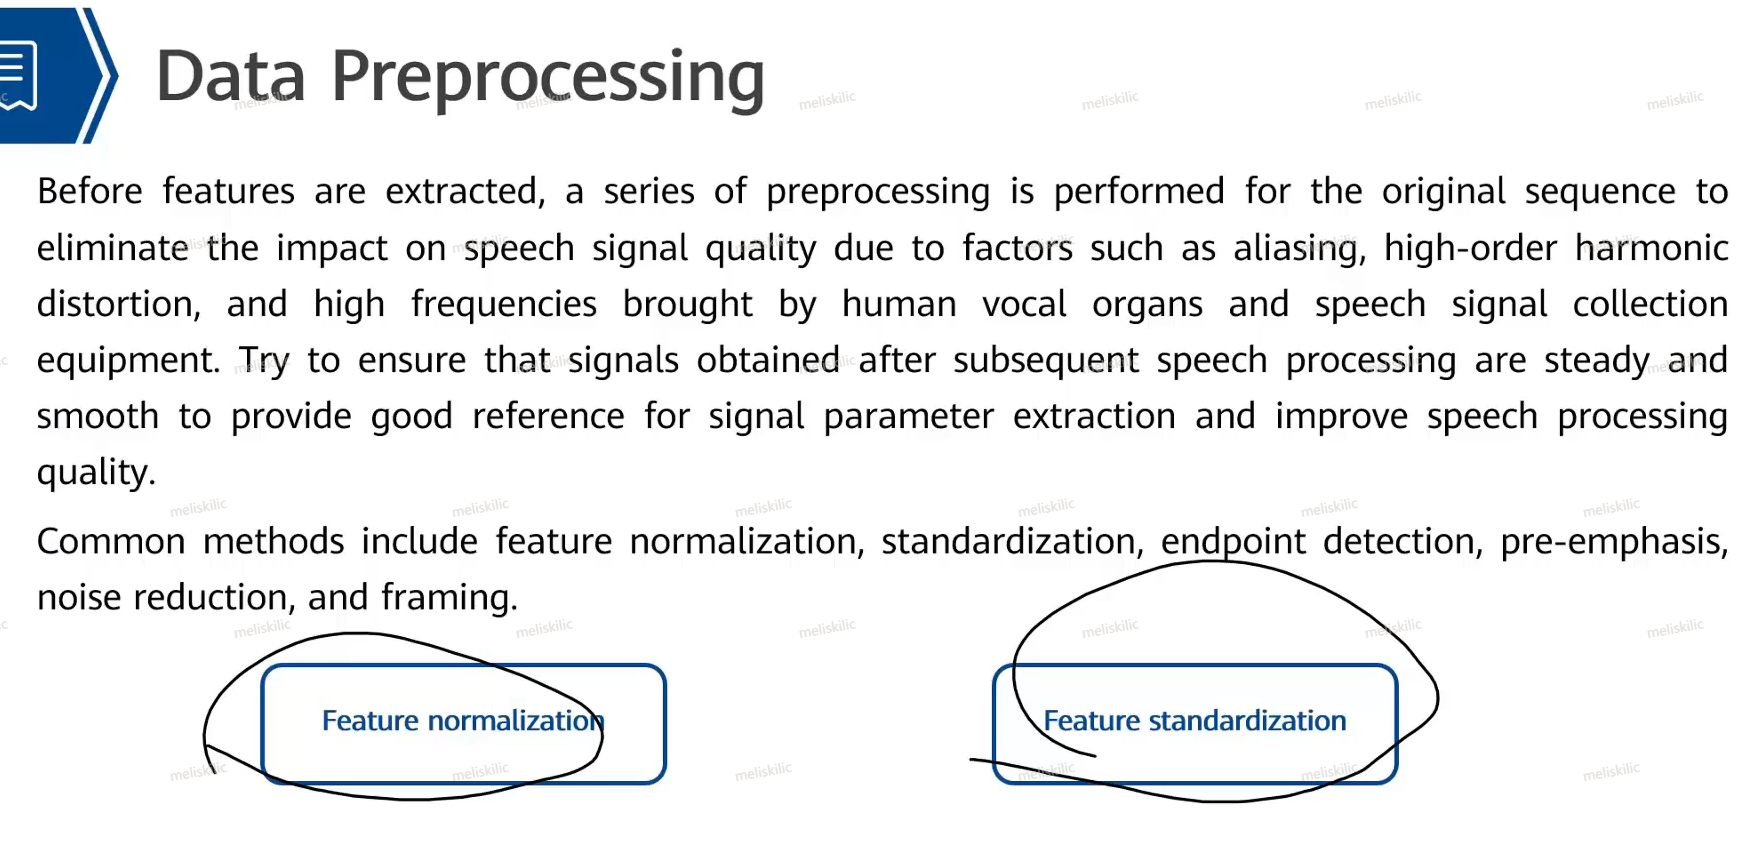 Data Preprocessing
Before features are extracted, a series of preprocessing is performed for the original sequence to
eliminate the impact on speech signal quality due to factors such as aliasing, high-order harmonic
distortion, and high frequencies brought by human vocal organs and speech signal collection
equipment. Try to ensure that signals obtained after subsequent speech processing are steady and
smooth to provide good reference for signal parameter extraction and improve speech processing
quality.
Common methods include feature normalization, standardization, endpoint detection, pre-emphasis,
noise reduction, and framing.
Feature normalization
Feature standardization
meliskilic